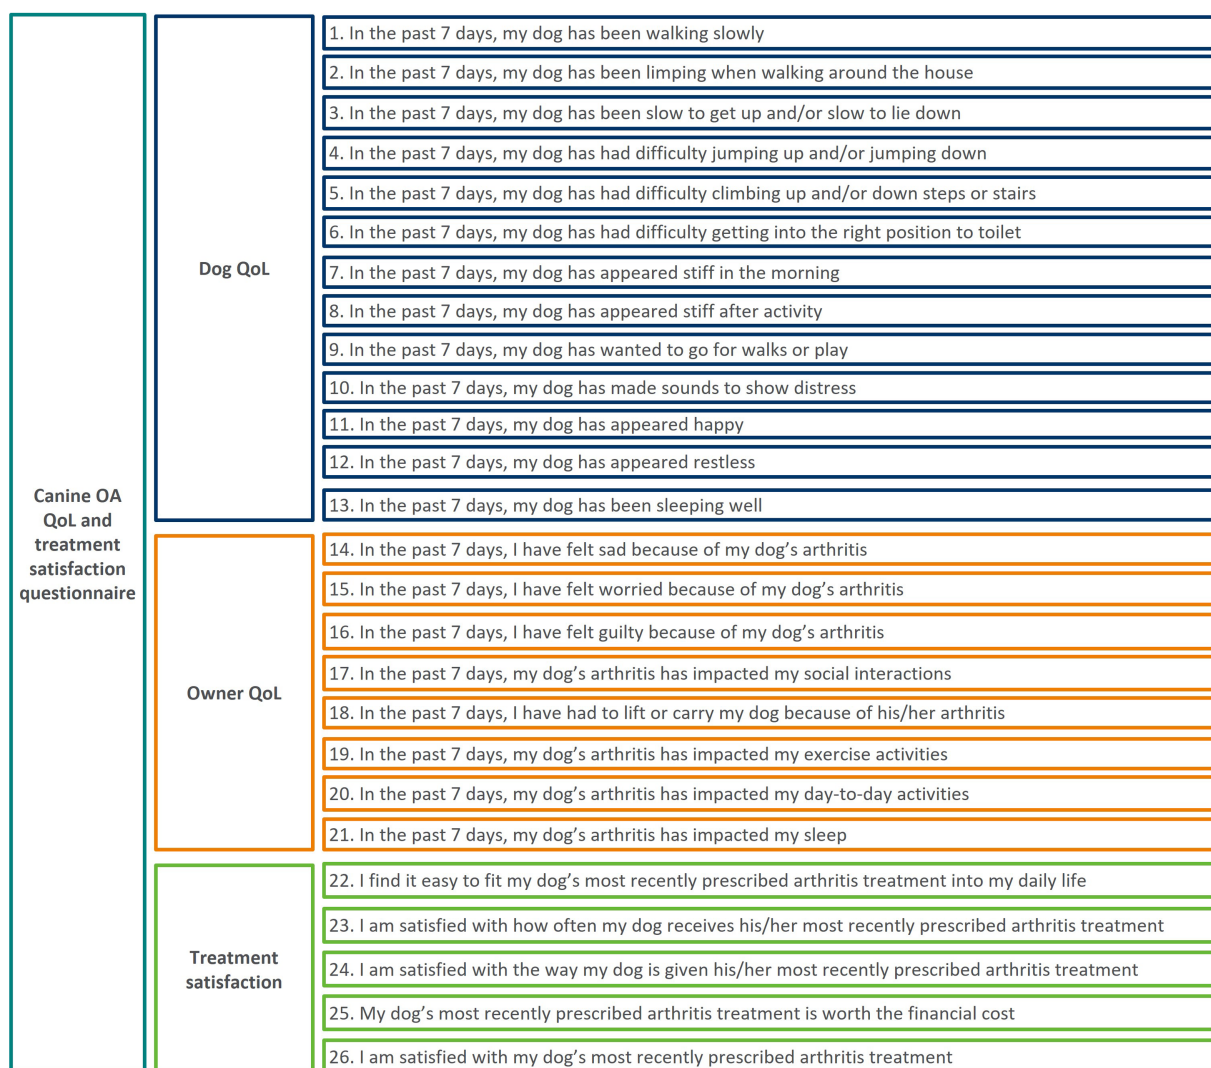 Canine OA
QoL and
treatment
satisfaction
questionnaire
Dog QoL
1. In the past 7 days, my dog has been walking slowly
2. In the past 7 days, my dog has been limping when walking around the house
3. In the past 7 days, my dog has been slow to get up and/or slow to lie down
4. In the past 7 days, my dog has had difficulty jumping up and/or jumping down
5. In the past 7 days, my dog has had difficulty climbing up and/or down steps or stairs
6. In the past 7 days, my dog has had difficulty getting into the right position to toilet
7. In the past 7 days, my dog has appeared stiff in the morning
8. In the past 7 days, my dog has appeared stiff after activity
9. In the past 7 days, my dog has wanted to go for walks or play
10. In the past 7 days, my dog has made sounds to show distress
11. In the past 7 days, my dog has appeared happy
12. In the past 7 days, my dog has appeared restless
13. In the past 7 days, my dog has been sleeping well
Owner QoL
14. In the past 7 days, I have felt sad because of my dog’s arthritis
15. In the past 7 days, I have felt worried because of my dog’s arthritis
16. In the past 7 days, I have felt guilty because of my dog’s arthritis
17. In the past 7 days, my dog’s arthritis has impacted my social interactions
18. In the past 7 days, I have had to lift or carry my dog because of his/her arthritis
19. In the past 7 days, my dog’s arthritis has impacted my exercise activities
20. In the past 7 days, my dog’s arthritis has impacted my day-to-day activities
21. In the past 7 days, my dog’s arthritis has impacted my sleep
Treatment
satisfaction
22. I find it easy to fit my dog’s most recently prescribed arthritis treatment into my daily life
23. I am satisfied with how often my dog receives his/her most recently prescribed arthritis treatment
24. I am satisfied with the way my dog is given his/her most recently prescribed arthritis treatment
25. My dog’s most recently prescribed arthritis treatment is worth the financial cost
26. I am satisfied with my dog’s most recently prescribed arthritis treatment